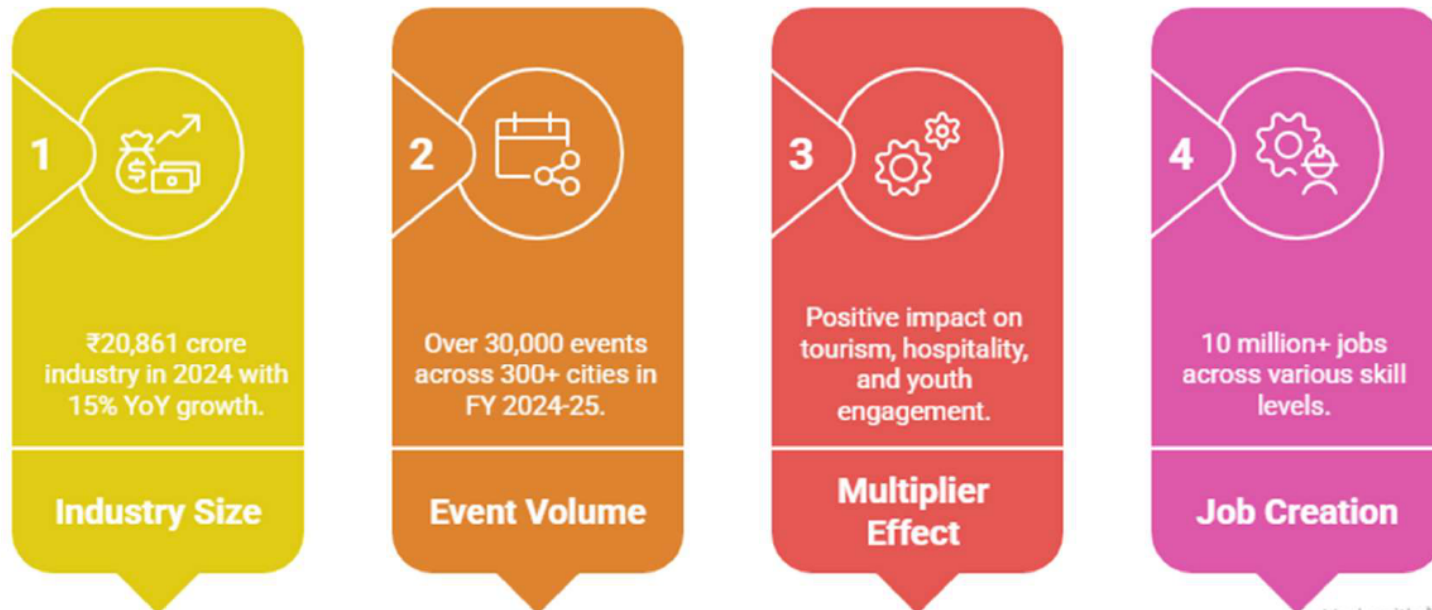 1
₹20,861 crore
industry in 2024 with
15% YoY growth.
Industry Size
2
Over 30,000 events
across 300+ cities in
FY 2024-25.
Event Volume
3
Positive impact on
tourism, hospitality,
and youth
engagement.
Multiplier
Effect
4
10 million+ jobs
across various skill
levels.
Job Creation